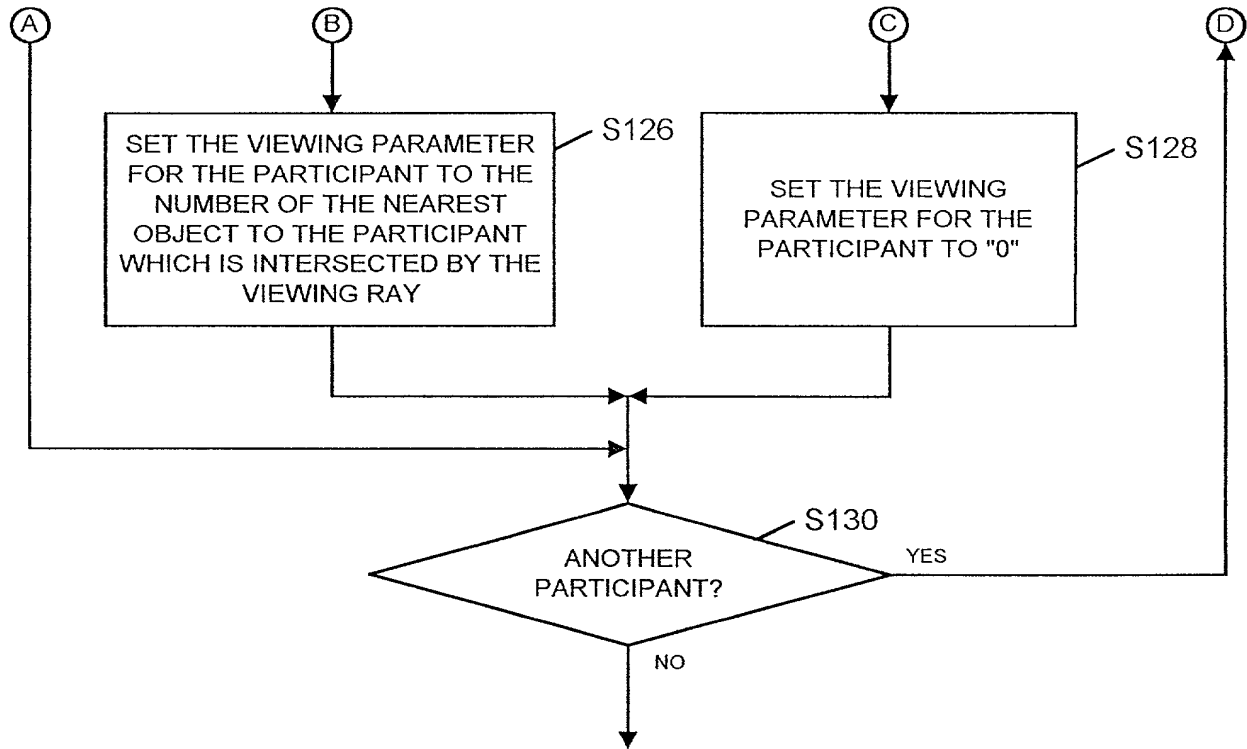 A
B
C
D
SET THE VIEWING PARAMETER
FOR THE PARTICIPANT TO THE
NUMBER OF THE NEAREST
OBJECT TO THE PARTICIPANT
WHICH IS INTERSECTED BY THE
VIEWING RAY
S126
SET THE VIEWING
PARAMETER FOR THE
PARTICIPANT TO "0"
S128
S130
ANOTHER
PARTICIPANT?
YES
NO